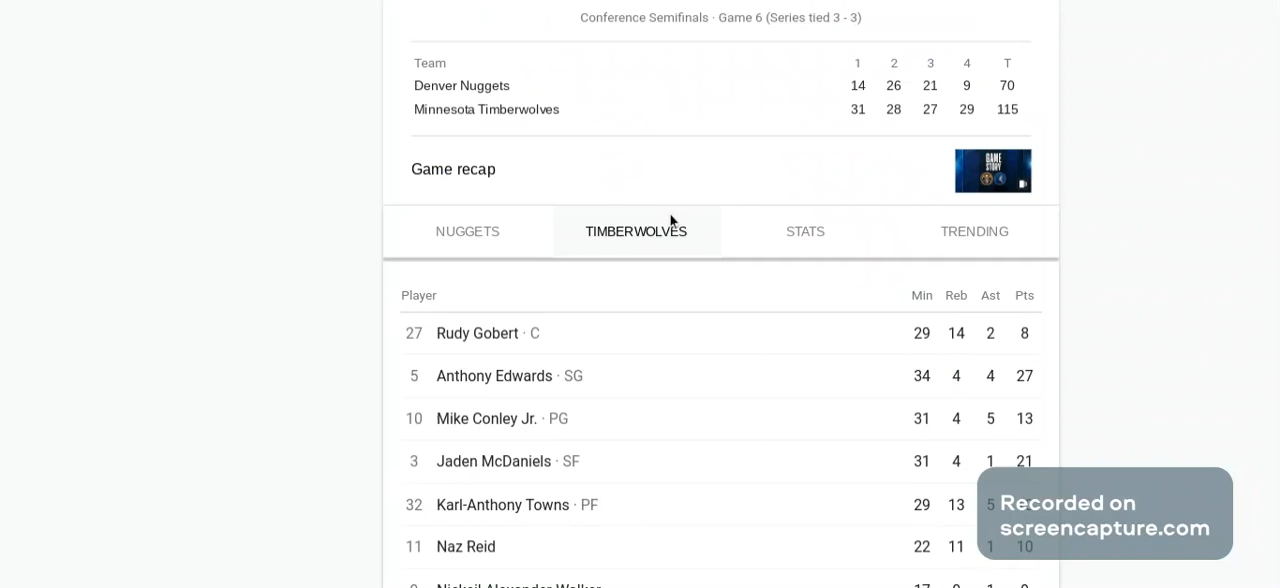 Conference Semifinals · Game 6 (Series tied 3 - 3)
Team 1 2 3 4 T
Denver Nuggets 14 26 21 9 70
Minnesota Timberwolves 31 28 27 29 115
Game recap
GAME STORY
NUGGETS TIMBERWOLVES STATS TRENDING
Player Min Reb Ast Pts
27 Rudy Gobert · C 29 14 2 8
5 Anthony Edwards · SG 34 4 4 27
10 Mike Conley Jr. · PG 31 4 5 13
3 Jaden McDaniels · SF 31 4 1 21
32 Karl-Anthony Towns · PF 29 13 5
11 Naz Reid 22 11 1 10
Recorded on
screencapture.com